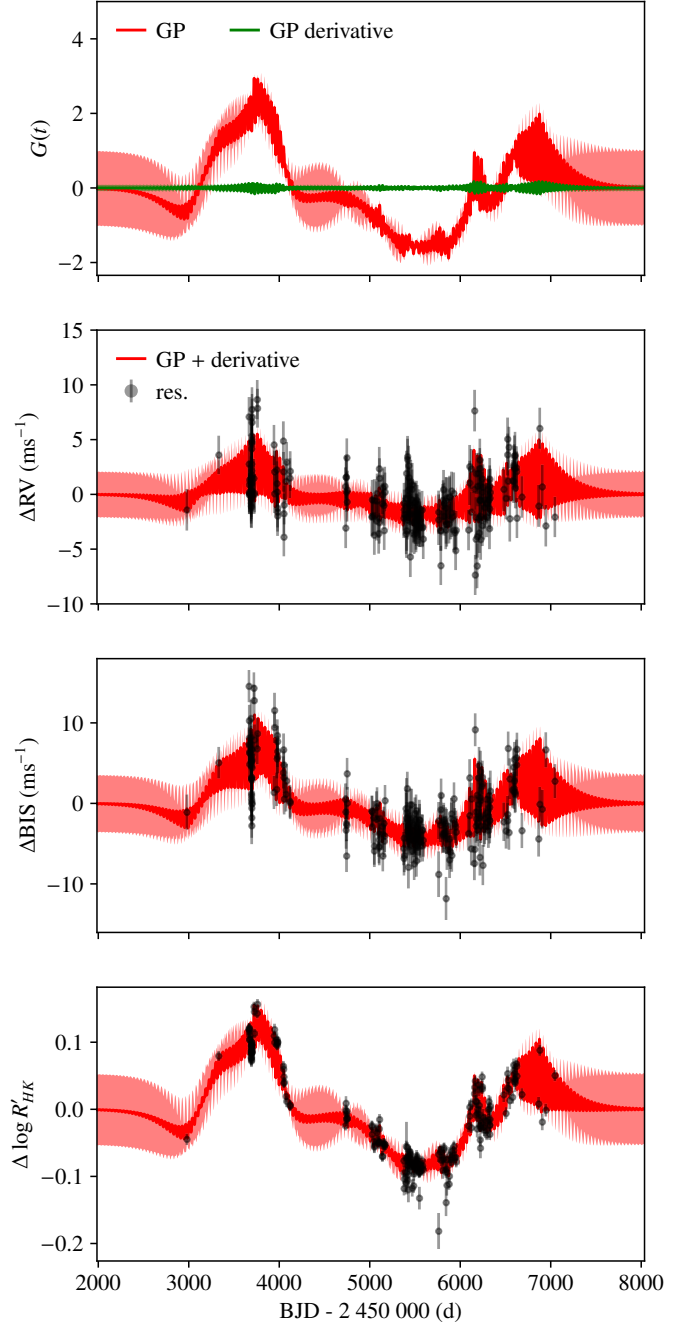 GP GP derivative
4
2
0
−2
G(t)
15
10
5
0
−5
−10
ΔRV (ms⁻¹)
GP + derivative
res.
10
0
−10
ΔBIS (ms⁻¹)
0.1
0.0
−0.1
−0.2
Δ log R′HK
2000 3000 4000 5000 6000 7000 8000
BJD - 2 450 000 (d)